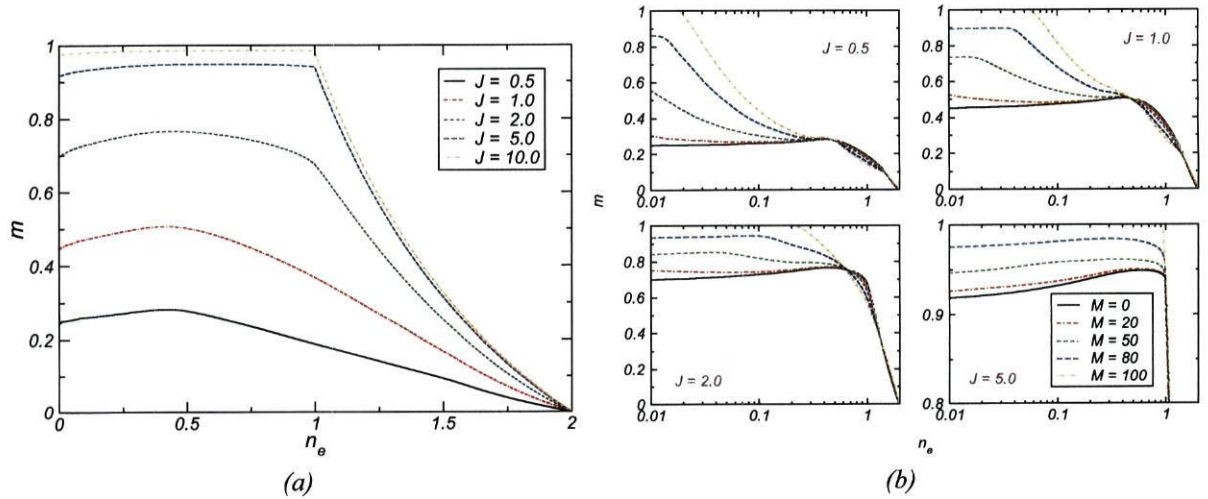 (a)
m
1
0.8
0.6
0.4
0.2
0
0
0.5
1
1.5
2
n_e
J = 0.5
J = 1.0
J = 2.0
J = 5.0
J = 10.0
(b)
m
n_e
1
0.8
0.6
0.4
0.2
0
0.01
0.1
1
J = 0.5
1
0.8
0.6
0.4
0.2
0
0.01
0.1
1
J = 1.0
1
0.8
0.6
0.4
0.2
0
0.01
0.1
1
J = 2.0
1
0.9
0.8
0.01
0.1
1
J = 5.0
M = 0
M = 20
M = 50
M = 80
M = 100